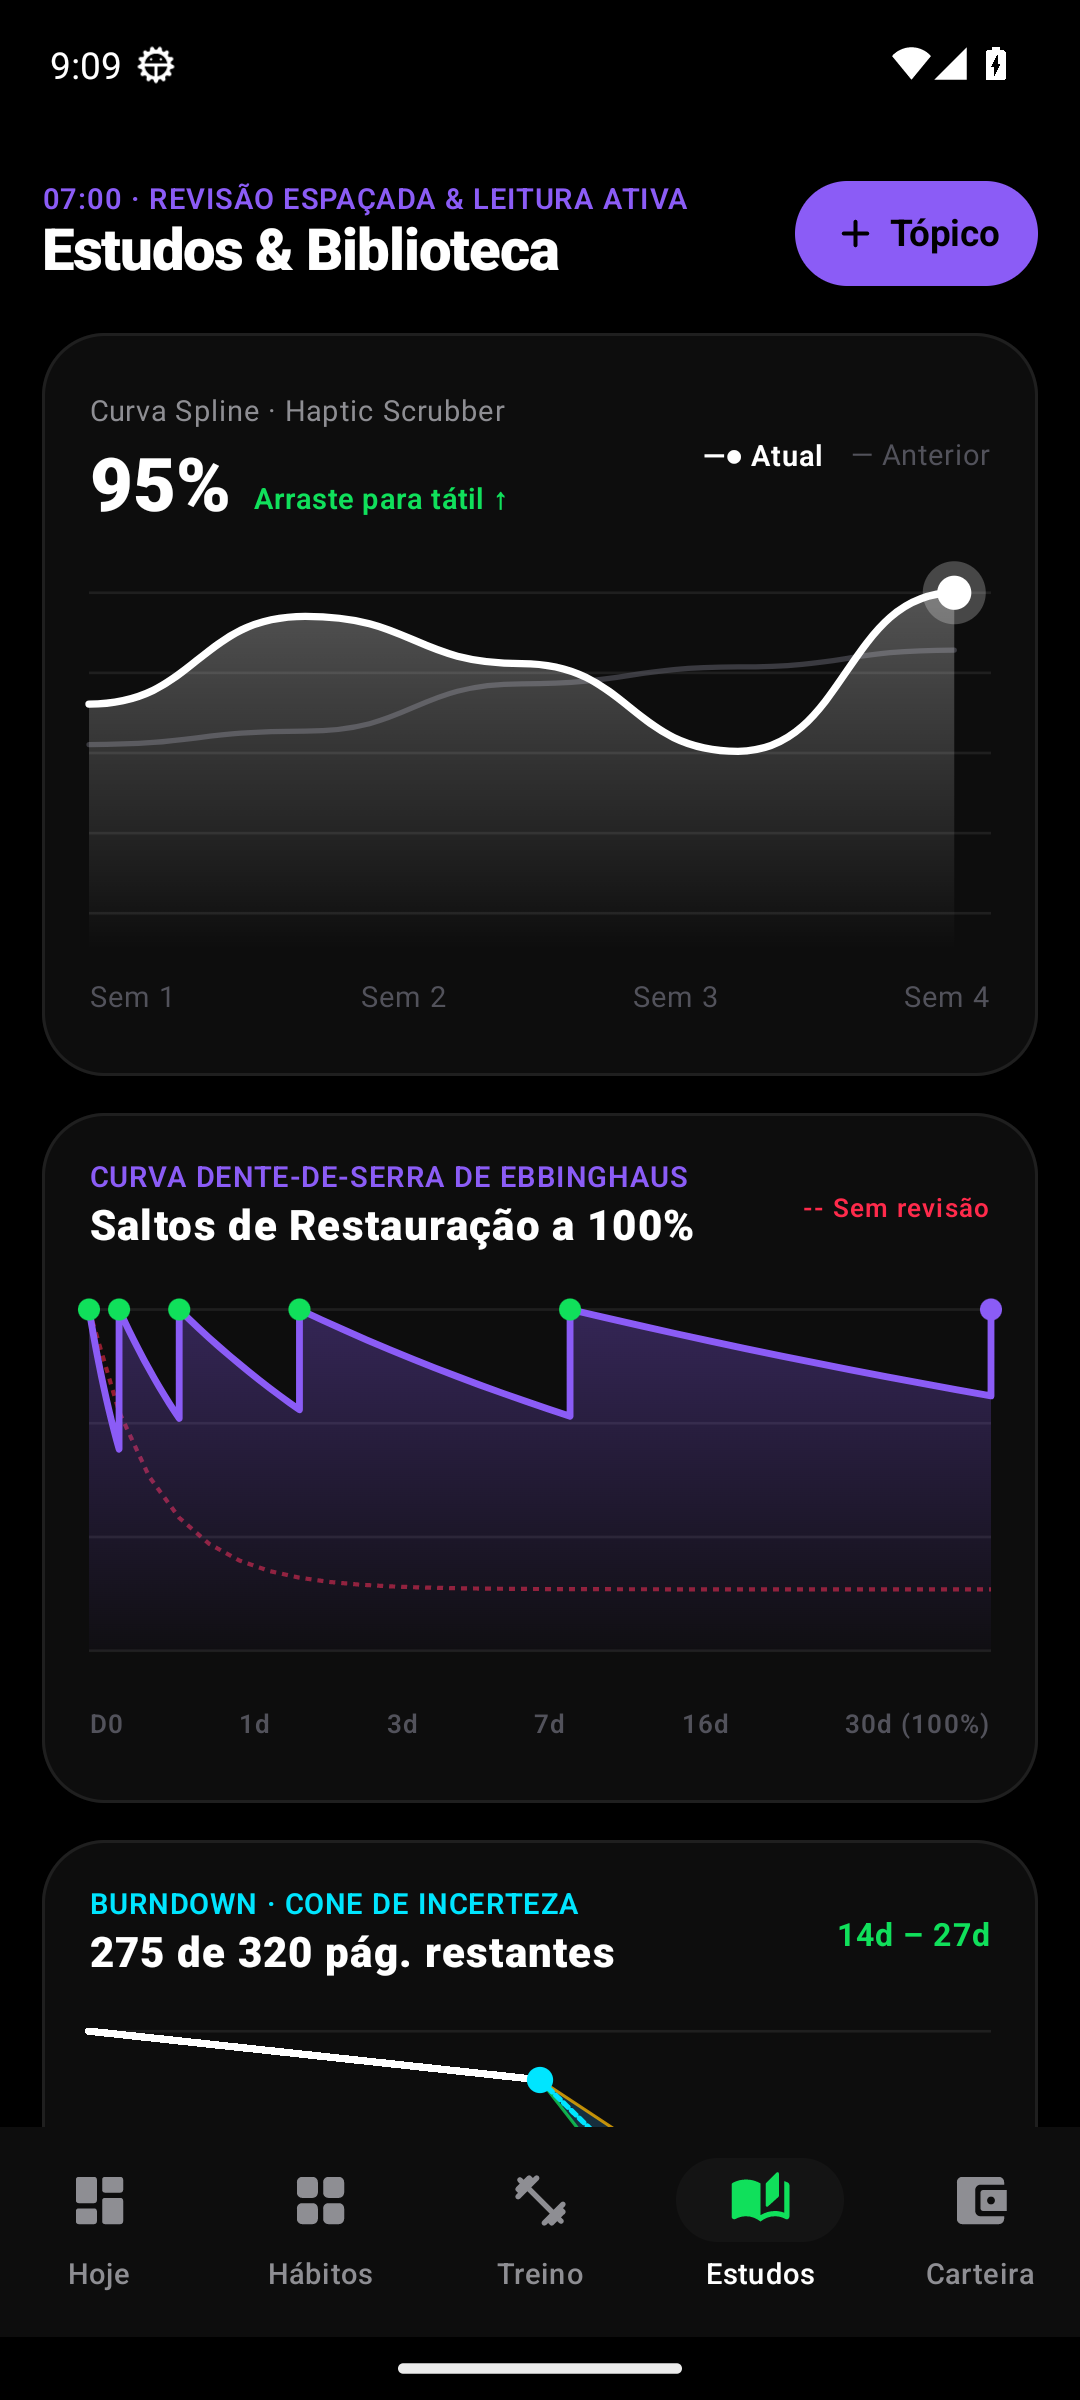 9:09
07:00 · REVISÃO ESPAÇADA & LEITURA ATIVA
Estudos & Biblioteca
+ Tópico
Curva Spline · Haptic Scrubber
95% Arraste para tátil ↑
Atual
Anterior
Sem 1 Sem 2 Sem 3 Sem 4
CURVA DENTE-DE-SERRA DE EBBINGHAUS
Saltos de Restauração a 100%
-- Sem revisão
D0 1d 3d 7d 16d 30d (100%)
BURNDOWN · CONE DE INCERTEZA
275 de 320 pág. restantes
14d – 27d
Hoje Hábitos Treino Estudos Carteira